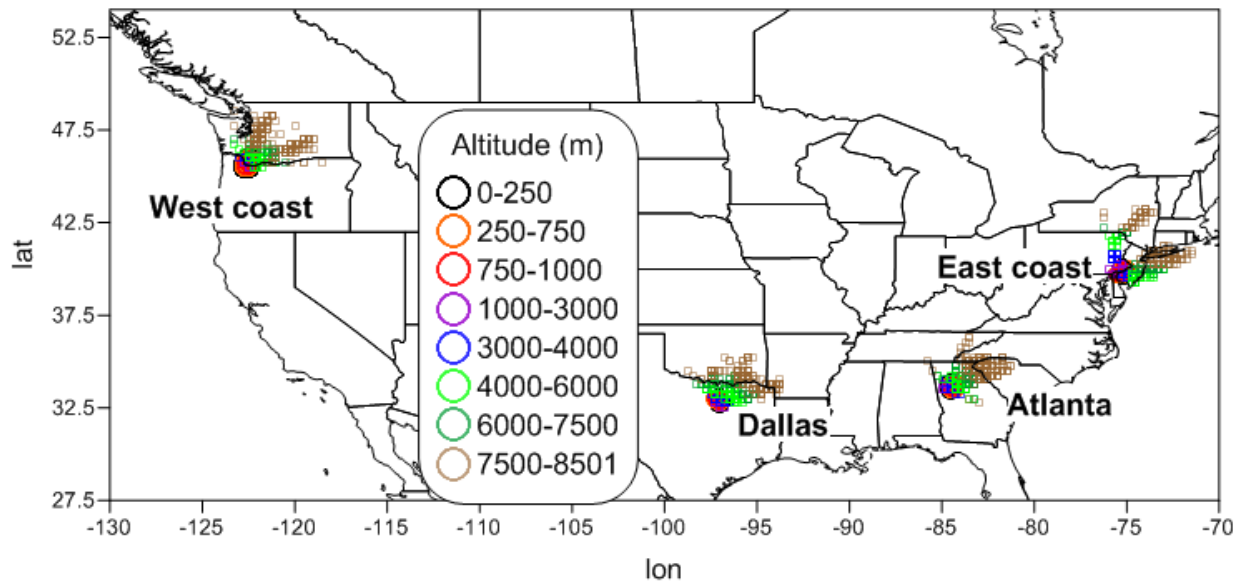 52.5
47.5
42.5
37.5
32.5
27.5
lat
West coast
Altitude (m)
0-250
250-750
750-1000
1000-3000
3000-4000
4000-6000
6000-7500
7500-8501
East coast
Dallas
Atlanta
-130 -125 -120 -115 -110 -105 -100 -95 -90 -85 -80 -75 -70
lon